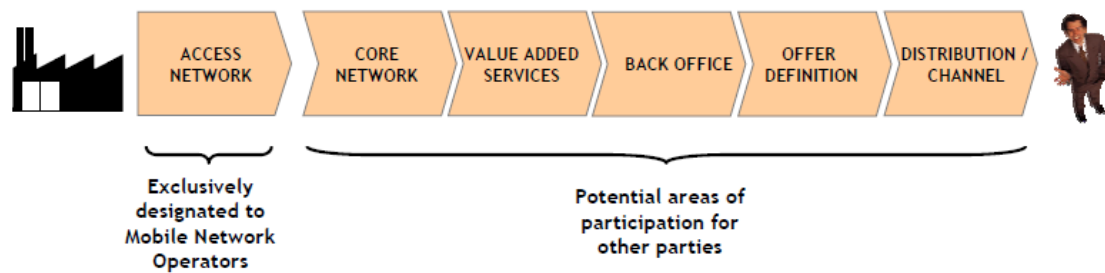 ACCESS
NETWORK
CORE
NETWORK
VALUE ADDED
SERVICES
BACK OFFICE
OFFER
DEFINITION
DISTRIBUTION /
CHANNEL
Exclusively
designated to
Mobile Network
Operators
Potential areas of
participation for
other parties